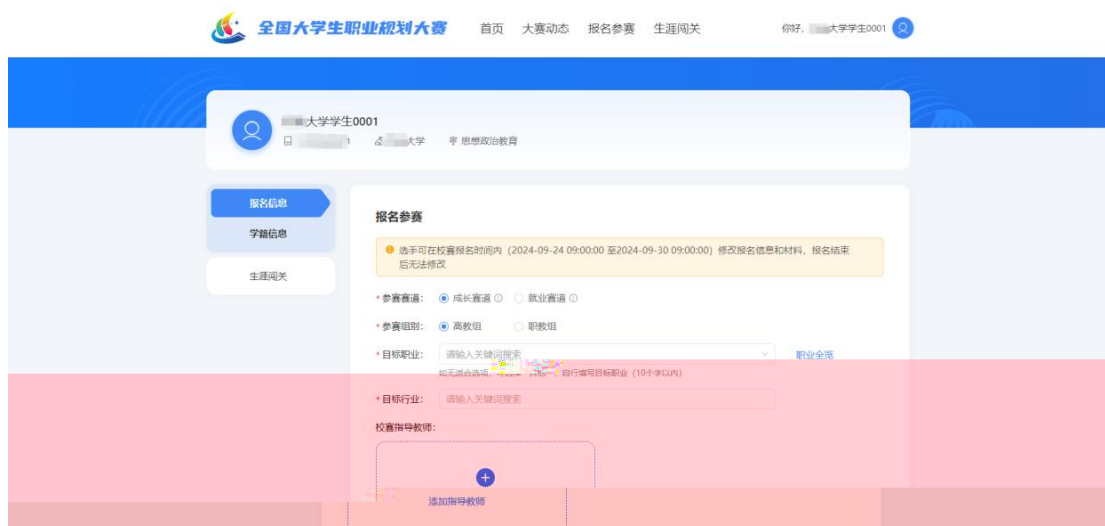 全国大学生职业规划大赛 首页 大赛动态 报名参赛 生涯闯关 你好, 大学学生0001
大学学生0001
1 大学 思想政治教育
报名信息
学籍信息
生涯闯关
报名参赛
选手可在校赛报名时间内（2024-09-24 09:00:00 至2024-09-30 09:00:00）修改报名信息和材料，报名结束
后无法修改
*参赛赛道： 成长赛道 就业赛道
*参赛组别： 高教组 职教组
*目标职业： 请输入关键词搜索 职业全览
如无适合选项， 自行填写目标职业（10个字以内）
*目标行业： 请输入关键词搜索
校赛指导教师：
添加指导教师